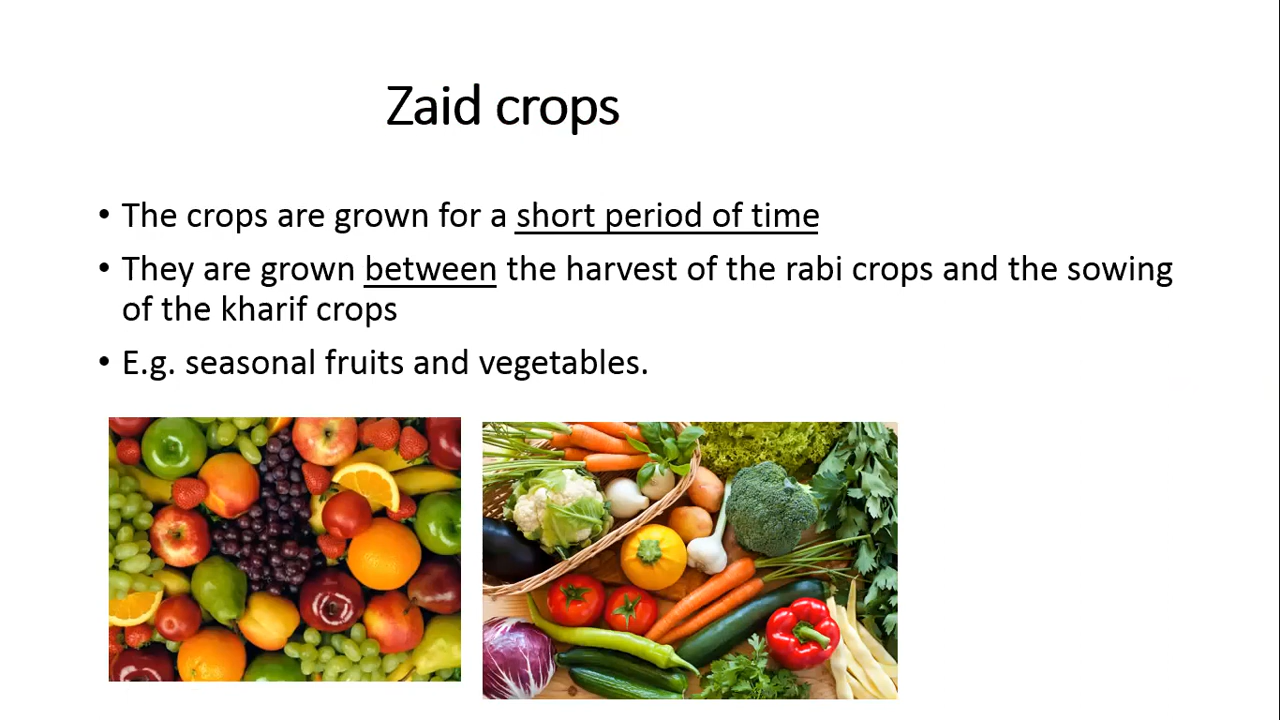 Zaid crops
• The crops are grown for a short period of time
• They are grown between the harvest of the rabi crops and the sowing
of the kharif crops
• E.g. seasonal fruits and vegetables.